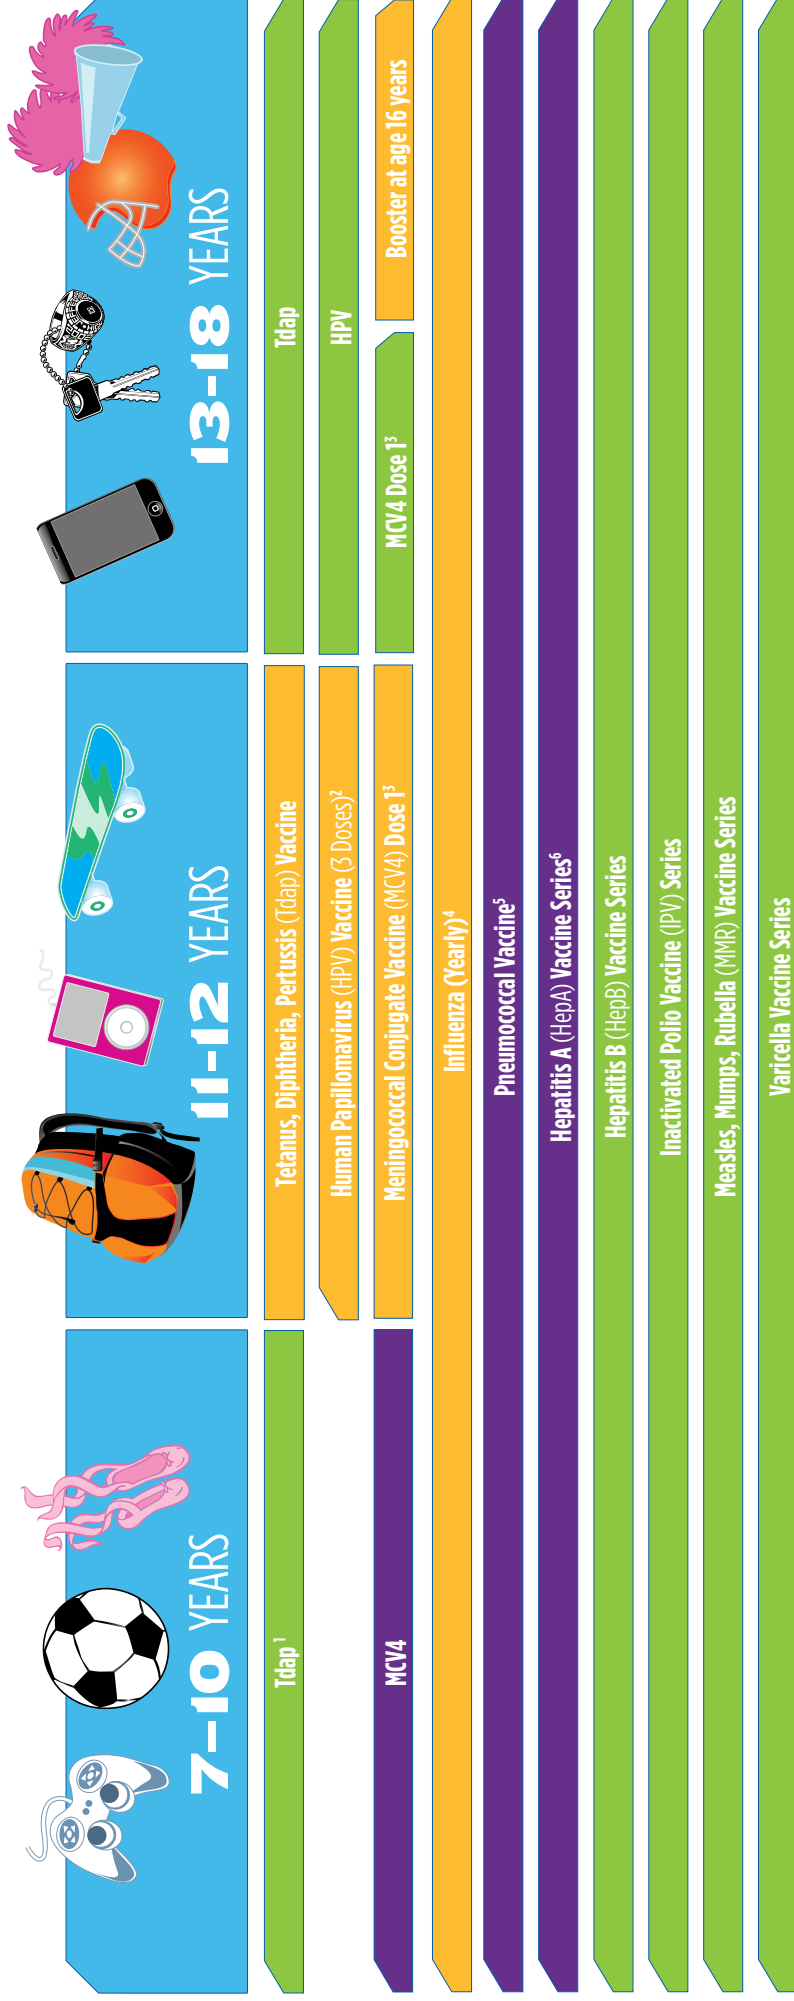 7–10 YEARS
11-12 YEARS
13-18 YEARS
Tdap 1
Tetanus, Diphtheria, Pertussis (Tdap) Vaccine
Tdap
Human Papillomavirus (HPV) Vaccine (3 Doses)2
HPV
MCV4
Meningococcal Conjugate Vaccine (MCV4) Dose 13
MCV4 Dose 13
Booster at age 16 years
Influenza (Yearly)4
Pneumococcal Vaccine5
Hepatitis A (HepA) Vaccine Series6
Hepatitis B (HepB) Vaccine Series
Inactivated Polio Vaccine (IPV) Series
Measles, Mumps, Rubella (MMR) Vaccine Series
Varicella Vaccine Series